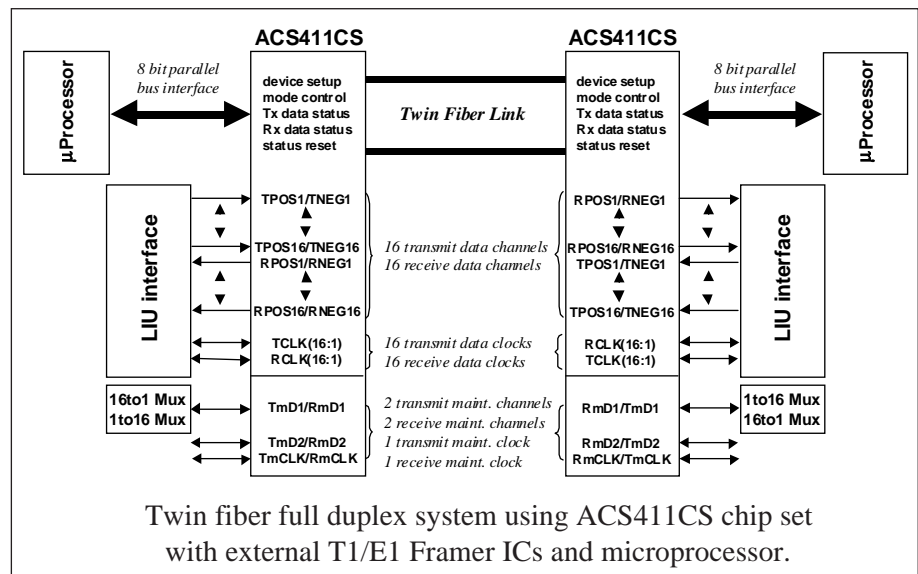 ACS411CS
ACS411CS
µProcessor
8 bit parallel
bus interface
device setup
mode control
Tx data status
Rx data status
status reset
Twin Fiber Link
device setup
mode control
Tx data status
Rx data status
status reset
8 bit parallel
bus interface
µProcessor
LIU interface
TPOS1/TNEG1
TPOS16/TNEG16
RPOS1/RNEG1
RPOS16/RNEG16
TCLK(16:1)
RCLK(16:1)
16 transmit data channels
16 receive data channels
16 transmit data clocks
16 receive data clocks
RPOS1/RNEG1
RPOS16/RNEG16
TPOS1/TNEG1
TPOS16/TNEG16
RCLK(16:1)
TCLK(16:1)
LIU interface
16to1 Mux
1to16 Mux
TmD1/RmD1
TmD2/RmD2
TmCLK/RmCLK
2 transmit maint. channels
2 receive maint. channels
1 transmit maint. clock
1 receive maint. clock
RmD1/TmD1
RmD2/TmD2
RmCLK/TmCLK
1to16 Mux
16to1 Mux
Twin fiber full duplex system using ACS411CS chip set
with external T1/E1 Framer ICs and microprocessor.